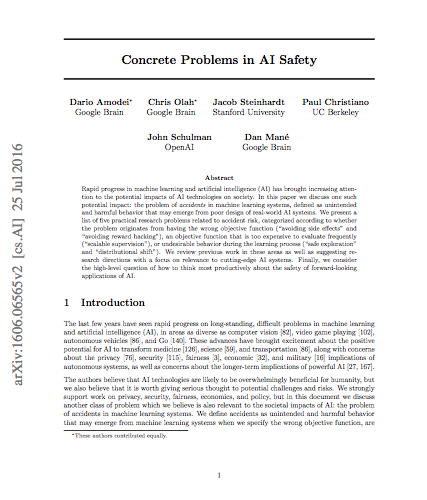 Concrete Problems in AI Safety
Dario Amodei* Chris Olah* Jacob Steinhardt Paul Christiano
Google Brain Google Brain Stanford University UC Berkeley
John Schulman Dan Mané
OpenAI Google Brain
Abstract
Rapid progress in machine learning and artificial intelligence (AI) has brought increasing atten-
tion to the potential impacts of AI technologies on society. In this paper we discuss one such
potential impact: the problem of accidents in machine learning systems, defined as unintended
and harmful behavior that may emerge from poor design of real-world AI systems. We present a
list of five practical research problems related to accident risk, categorized according to whether
the problem originates from having the wrong objective function ("avoiding side effects" and
"avoiding reward hacking"), an objective function that is too expensive to evaluate frequently
("scalable supervision"), or undesirable behavior during the learning process ("safe exploration"
and "distributional shift"). We review previous work in these areas as well as suggesting re-
search directions with a focus on relevance to cutting-edge AI systems. Finally, we consider
the high-level question of how to think most productively about the safety of forward-looking
applications of AI.
1 Introduction
The last few years have seen rapid progress on long-standing, difficult problems in machine learning
and artificial intelligence (AI), in areas as diverse as computer vision [82], video game playing [102],
autonomous vehicles [86], and Go [140]. These advances have brought excitement about the positive
potential for AI to transform medicine [126], science [59], and transportation [86], along with concerns
about the privacy [76], security [115], fairness [3], economic [32], and military [16] implications of
autonomous systems, as well as concerns about the longer-term implications of powerful AI [27, 167].
The authors believe that AI technologies are likely to be overwhelmingly beneficial for humanity, but
we also believe that it is worth giving serious thought to potential challenges and risks. We strongly
support work on privacy, security, fairness, economics, and policy, but in this document we discuss
another class of problem which we believe is also relevant to the societal impacts of AI: the problem
of accidents in machine learning systems. We define accidents as unintended and harmful behavior
that may emerge from machine learning systems when we specify the wrong objective function, are
*These authors contributed equally.
1
arXiv:1606.06565v2 [cs.AI] 25 Jul 2016